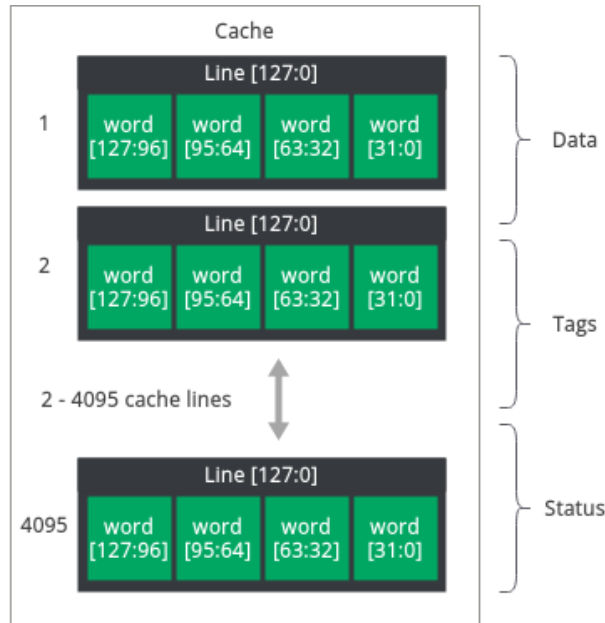 Cache
Line [127:0]
1
word word word word
[127:96] [95:64] [63:32] [31:0]
Data
Line [127:0]
2
word word word word
[127:96] [95:64] [63:32] [31:0]
Tags
2 - 4095 cache lines
Line [127:0]
4095
word word word word
[127:96] [95:64] [63:32] [31:0]
Status